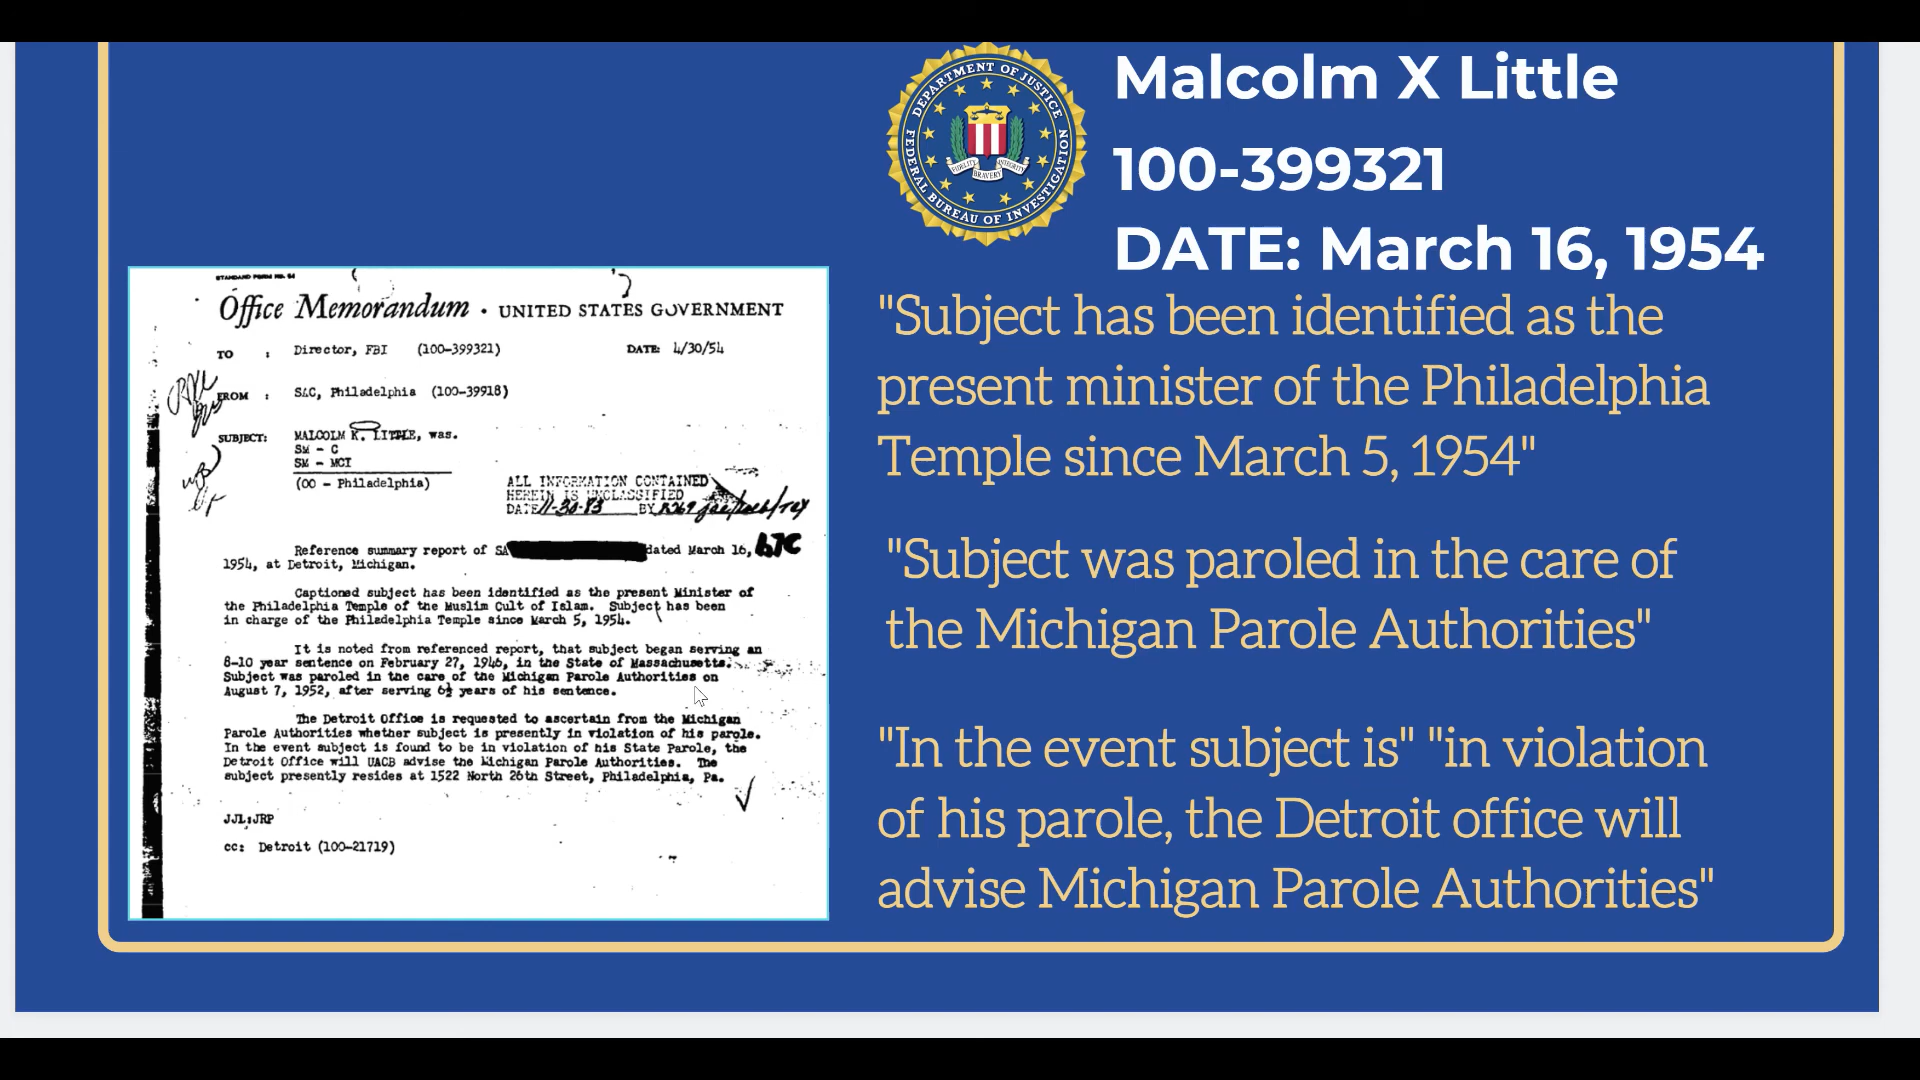 DEPARTMENT OF JUSTICE
FEDERAL BUREAU OF INVESTIGATION
FIDELITY BRAVERY INTEGRITY
Malcolm X Little
100-399321
DATE: March 16, 1954
STANDARD FORM NO. 64
Office Memorandum • UNITED STATES GOVERNMENT
TO : Director, FBI (100-399321) DATE: 4/30/54
FROM : SAC, Philadelphia (100-39918)
SUBJECT: MALCOLM K. LITTLE, was.
SM - C
SM - MCI
(OO - Philadelphia)
ALL INFORMATION CONTAINED
HEREIN IS UNCLASSIFIED
DATE 11-30-83 BY
Reference summary report of SA dated March 16, b7C
1954, at Detroit, Michigan.
Captioned subject has been identified as the present Minister of
the Philadelphia Temple of the Muslim Cult of Islam. Subject has been
in charge of the Philadelphia Temple since March 5, 1954.
It is noted from referenced report, that subject began serving an
8-10 year sentence on February 27, 1946, in the State of Massachusetts.
Subject was paroled in the care of the Michigan Parole Authorities on
August 7, 1952, after serving 6½ years of his sentence.
The Detroit Office is requested to ascertain from the Michigan
Parole Authorities whether subject is presently in violation of his parole.
In the event subject is found to be in violation of his State Parole, the
Detroit Office will UACB advise the Michigan Parole Authorities. The
subject presently resides at 1522 North 26th Street, Philadelphia, Pa.
JJL:JRP
cc: Detroit (100-21719)
"Subject has been identified as the
present minister of the Philadelphia
Temple since March 5, 1954"
"Subject was paroled in the care of
the Michigan Parole Authorities"
"In the event subject is" "in violation
of his parole, the Detroit office will
advise Michigan Parole Authorities"